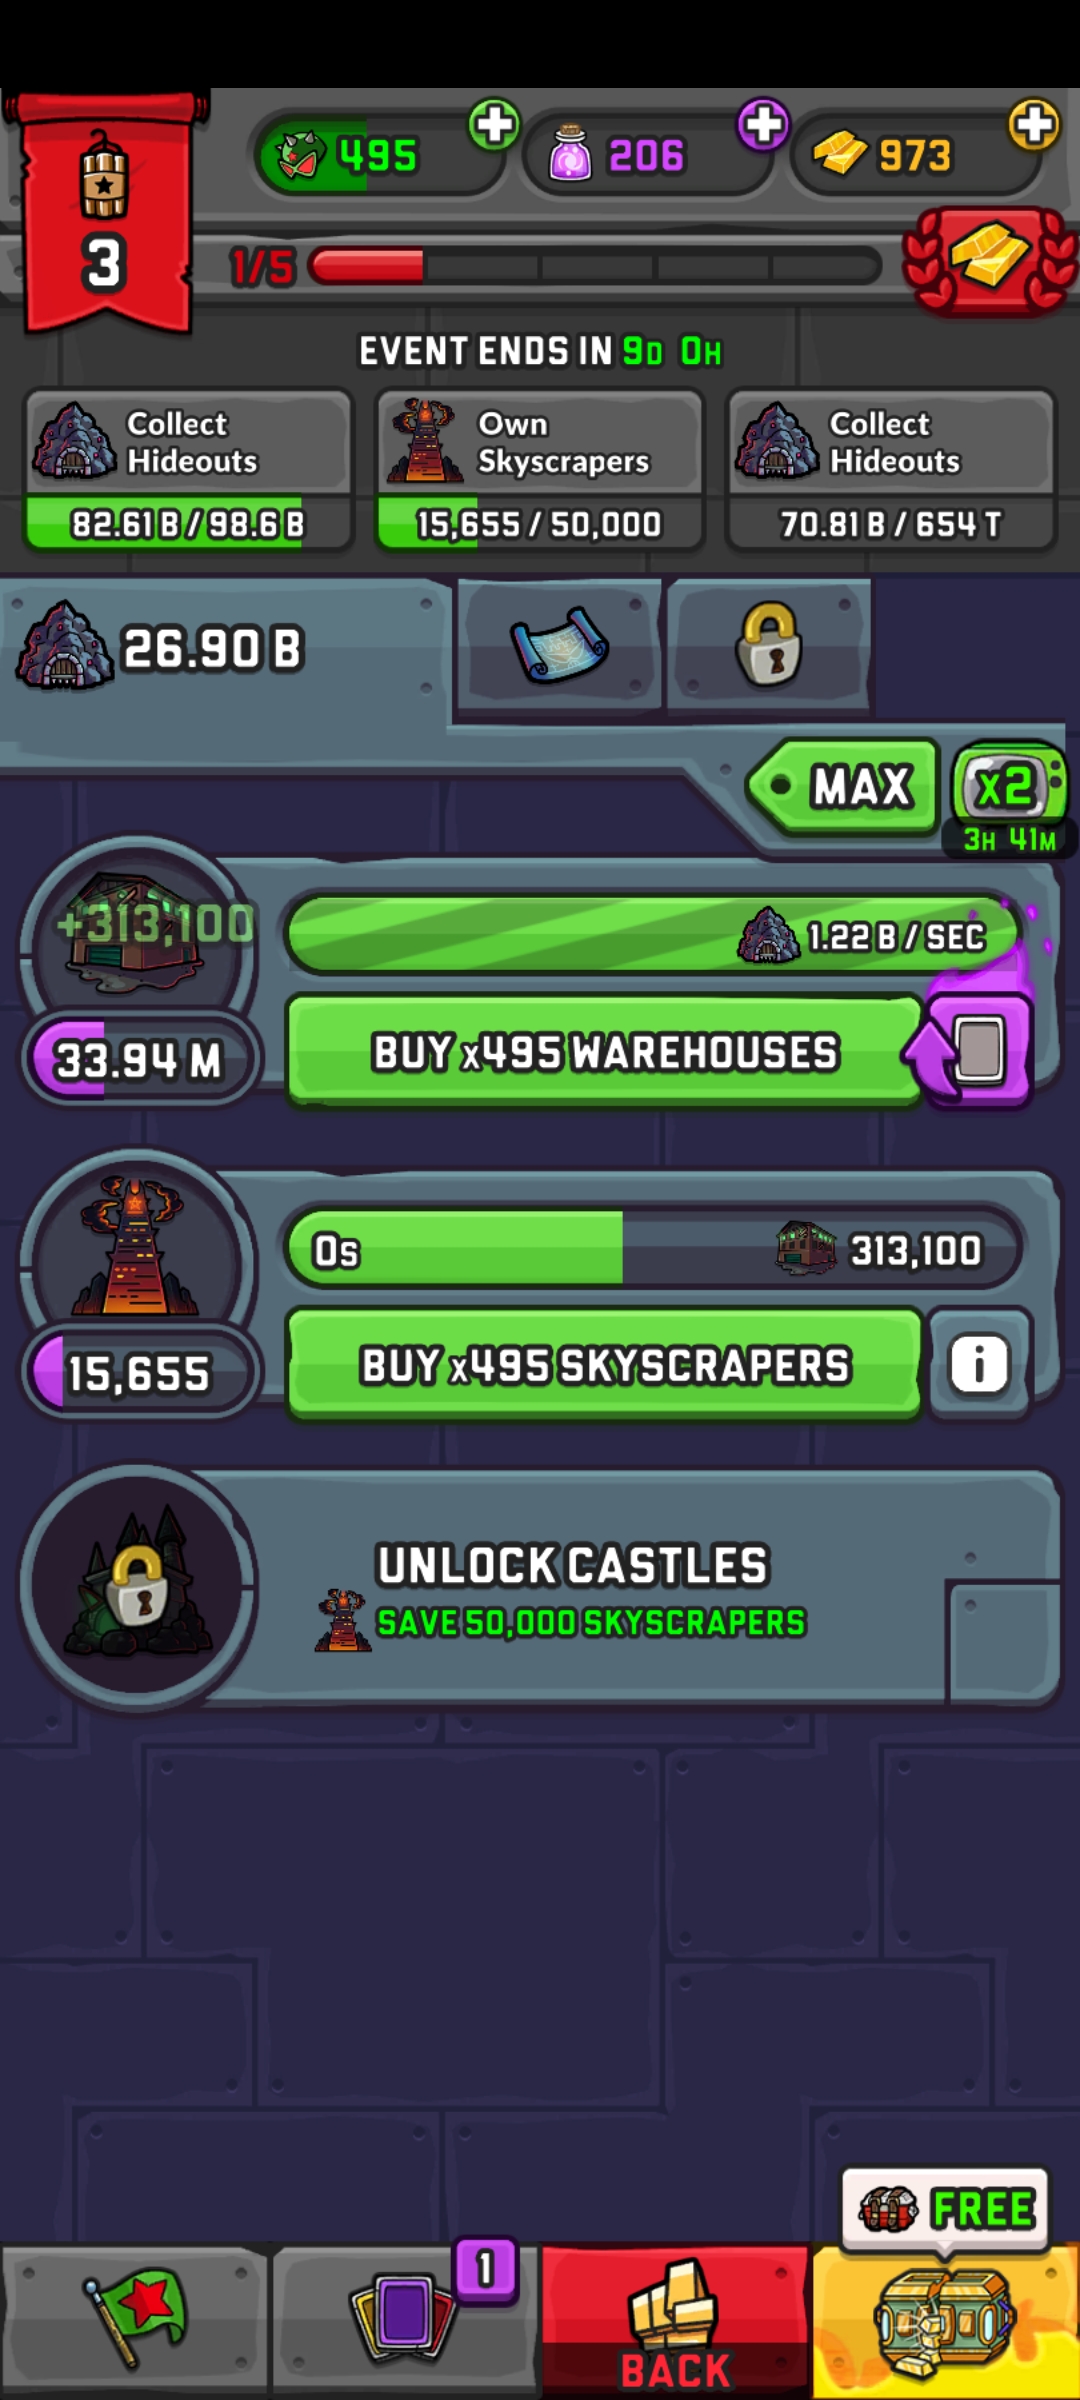 495
206
973
3
1/5
EVENT ENDS IN 9D 0H
Collect
Hideouts
82.61 B / 98.6 B
Own
Skyscrapers
15,655 / 50,000
Collect
Hideouts
70.81 B / 654 T
26.90 B
MAX
x2
3H 41M
+313,100
1.22 B / SEC
33.94 M
BUY x495 WAREHOUSES
0s
313,100
15,655
BUY x495 SKYSCRAPERS
i
UNLOCK CASTLES
SAVE 50,000 SKYSCRAPERS
FREE
1
BACK